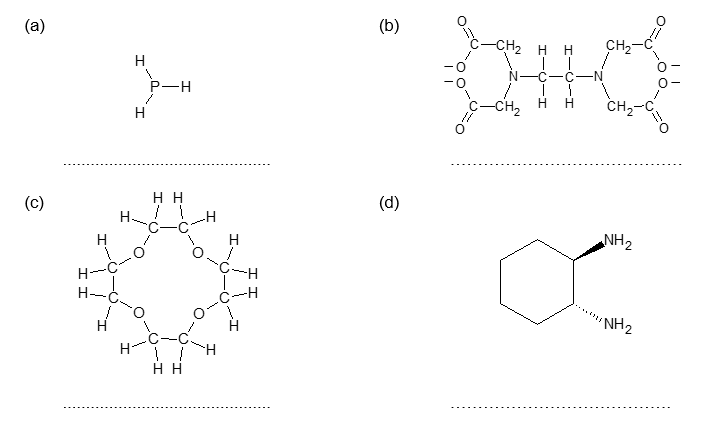 (a)
H
P H
H
(b)
O O
C CH2 CH2 C
H H
– O O –
N C C N
– O O –
H H
C CH2 CH2 C
O O
(c)
H H
H C C H
H O O H
H C C H
H C C H
H O O H
H C C H
H H
(d)
NH2
NH2